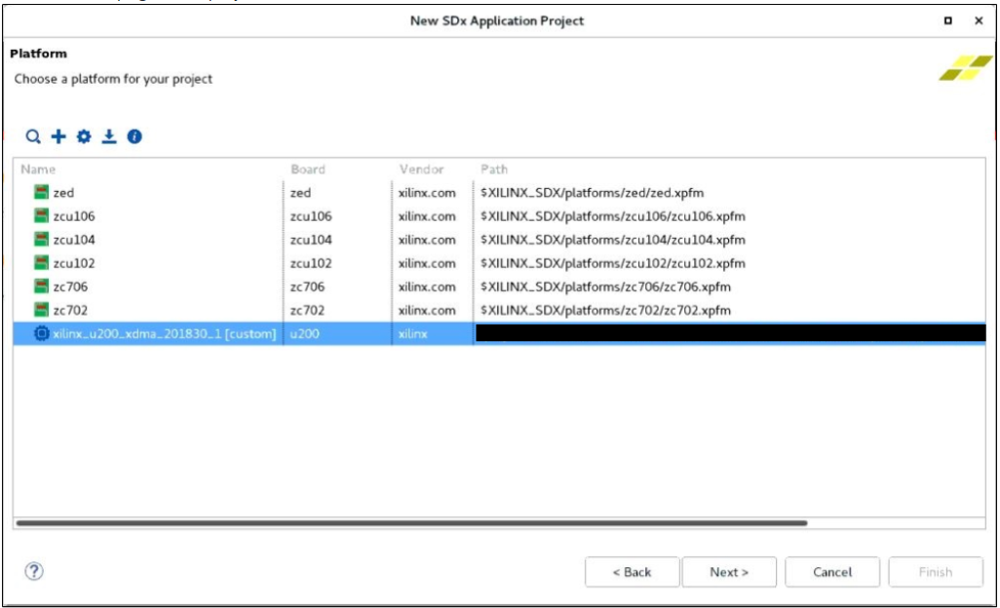 New SDx Application Project
Platform
Choose a platform for your project
Name Board Vendor Path
zed zed xilinx.com $XILINX_SDX/platforms/zed/zed.xpfm
zcu106 zcu106 xilinx.com $XILINX_SDX/platforms/zcu106/zcu106.xpfm
zcu104 zcu104 xilinx.com $XILINX_SDX/platforms/zcu104/zcu104.xpfm
zcu102 zcu102 xilinx.com $XILINX_SDX/platforms/zcu102/zcu102.xpfm
zc706 zc706 xilinx.com $XILINX_SDX/platforms/zc706/zc706.xpfm
zc702 zc702 xilinx.com $XILINX_SDX/platforms/zc702/zc702.xpfm
xilinx_u200_xdma_201830_1 [custom] u200 xilinx
? < Back Next > Cancel Finish